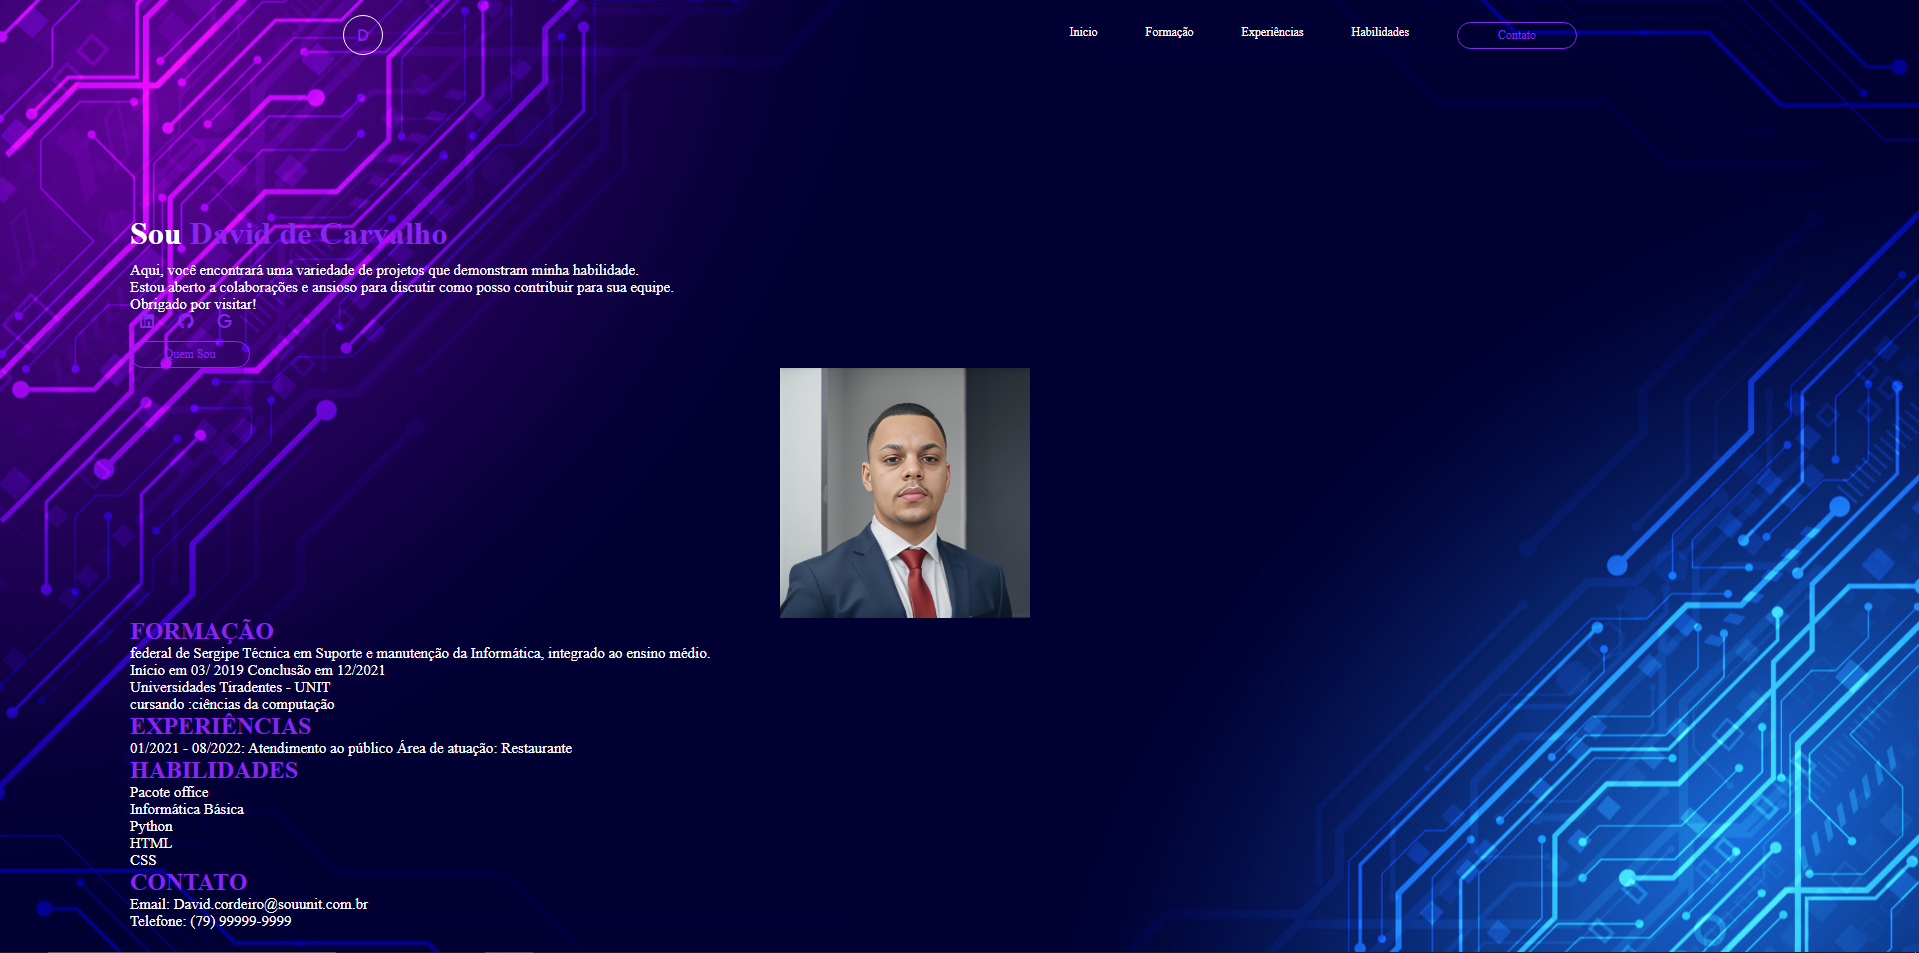 D
Inicio Formação Experiências Habilidades Contato
Sou David de Carvalho
Aqui, você encontrará uma variedade de projetos que demonstram minha habilidade.
Estou aberto a colaborações e ansioso para discutir como posso contribuir para sua equipe.
Obrigado por visitar!
Quem Sou
FORMAÇÃO
federal de Sergipe Técnica em Suporte e manutenção da Informática, integrado ao ensino médio.
Início em 03/ 2019 Conclusão em 12/2021
Universidades Tiradentes - UNIT
cursando :ciências da computação
EXPERIÊNCIAS
01/2021 - 08/2022: Atendimento ao público Área de atuação: Restaurante
HABILIDADES
Pacote office
Informática Básica
Python
HTML
CSS
CONTATO
Email: David.cordeiro@souunit.com.br
Telefone: (79) 99999-9999